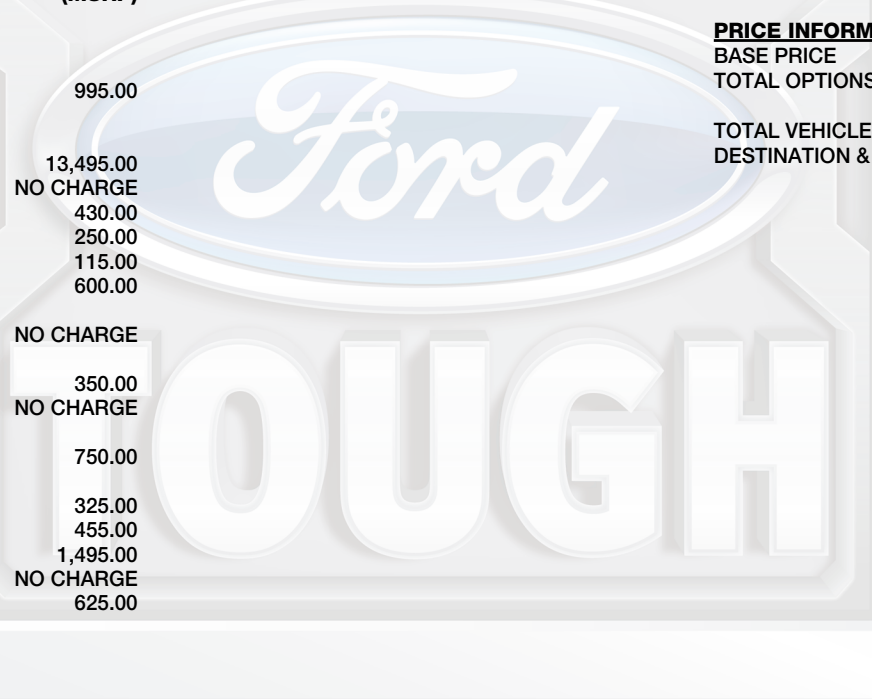 (MSRP)
995.00
13,495.00
NO CHARGE
430.00
250.00
115.00
600.00
NO CHARGE
350.00
NO CHARGE
750.00
325.00
455.00
1,495.00
NO CHARGE
625.00
PRICE INFORM
BASE PRICE
TOTAL OPTIONS
TOTAL VEHICLE
DESTINATION &
Ford
TOUGH